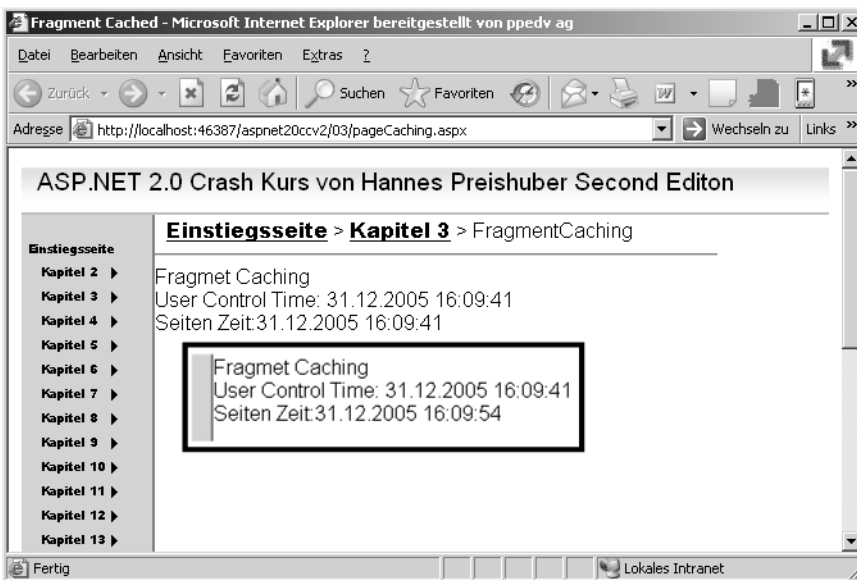 Fragment Cached - Microsoft Internet Explorer bereitgestellt von ppedv ag
Datei Bearbeiten Ansicht Favoriten Extras ?
Zurück Suchen Favoriten
Adresse http://localhost:46387/aspnet20ccv2/03/pageCaching.aspx Wechseln zu Links »
ASP.NET 2.0 Crash Kurs von Hannes Preishuber Second Editon
Einstiegsseite > Kapitel 3 > FragmentCaching
Einstiegsseite
Kapitel 2
Kapitel 3
Kapitel 4
Kapitel 5
Kapitel 6
Kapitel 7
Kapitel 8
Kapitel 9
Kapitel 10
Kapitel 11
Kapitel 12
Kapitel 13
Fragmet Caching
User Control Time: 31.12.2005 16:09:41
Seiten Zeit:31.12.2005 16:09:41
Fragmet Caching
User Control Time: 31.12.2005 16:09:41
Seiten Zeit:31.12.2005 16:09:54
Fertig Lokales Intranet